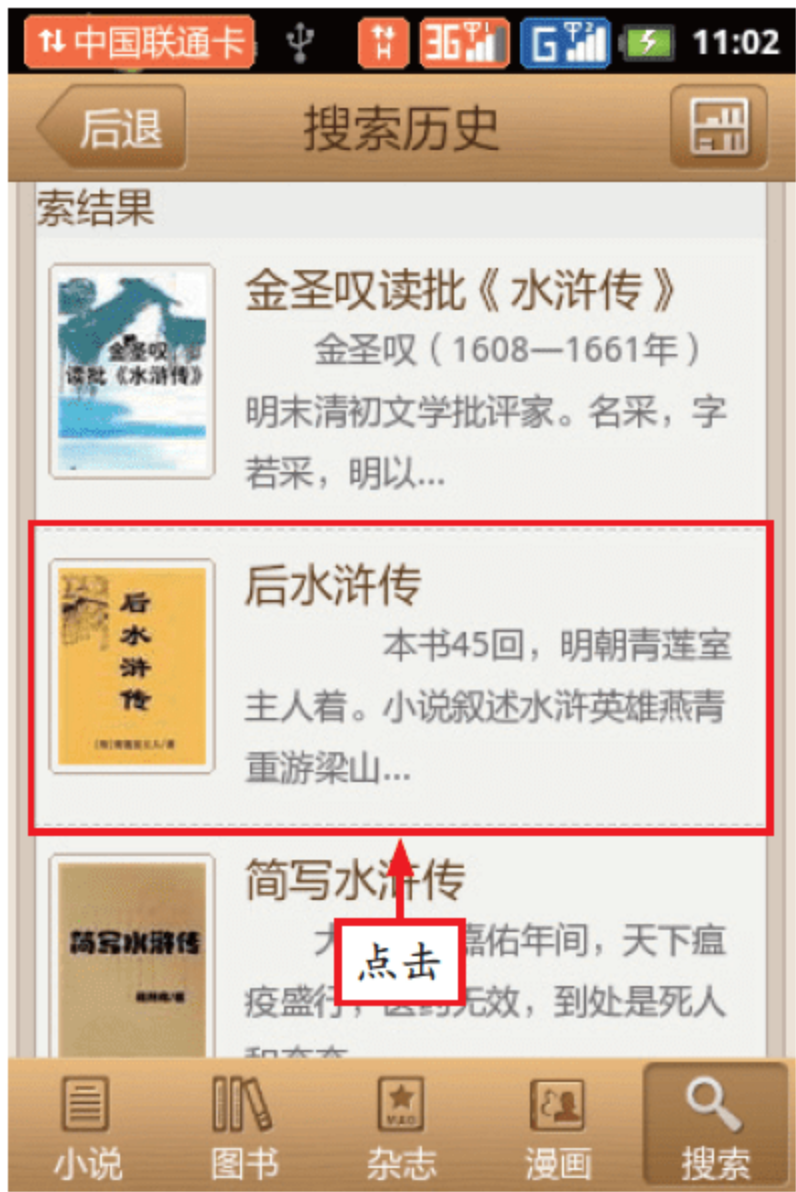 中国联通卡 H 3G 1 G 2 11:02
后退
搜索历史
索结果
金圣叹
读批《水浒传》
金圣叹读批《水浒传》
金圣叹（1608—1661年）
明末清初文学批评家。名采，字
若采，明以...
后
水
浒
传
后水浒传
本书45回，明朝青莲室
主人着。小说叙述水浒英雄燕青
重游梁山...
简写水浒传
简写水浒传
嘉佑年间，天下瘟
疫盛行，医药无效，到处是死人
点击
小说
图书
MAG
杂志
漫画
搜索